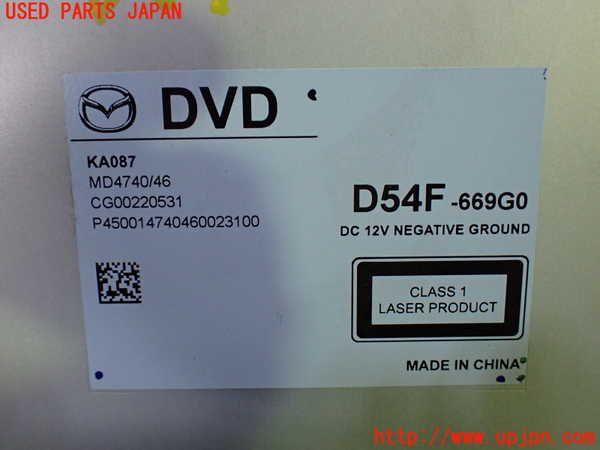 USED PARTS JAPAN
DVD
KA087
MD4740/46
CG00220531
P450014740460023100
D54F-669G0
DC 12V NEGATIVE GROUND
CLASS 1
LASER PRODUCT
MADE IN CHINA
http://www.upjpn.com/